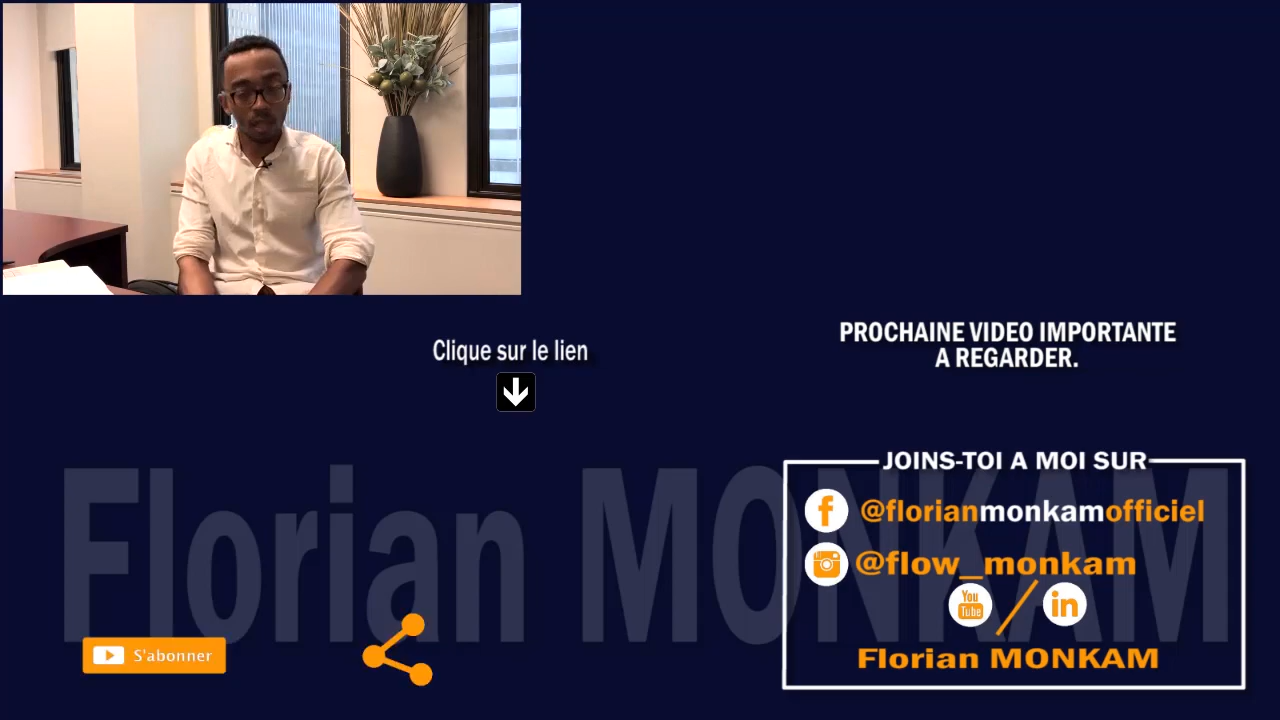 Clique sur le lien
PROCHAINE VIDEO IMPORTANTE
A REGARDER.
Florian MONKAM
JOINS-TOI A MOI SUR
@florianmonkamofficiel
@flow_monkam
You
Tube
in
Florian MONKAM
S'abonner